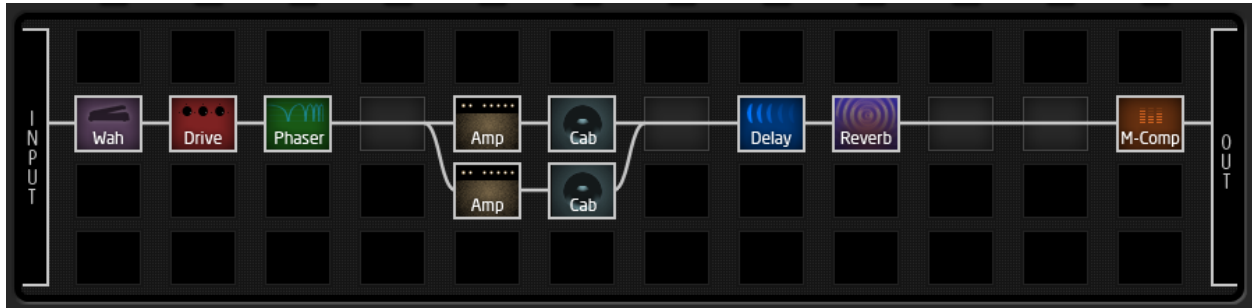 INPUT
Wah
Drive
Phaser
Amp
Cab
Delay
Reverb
M-Comp
OUT
Amp
Cab